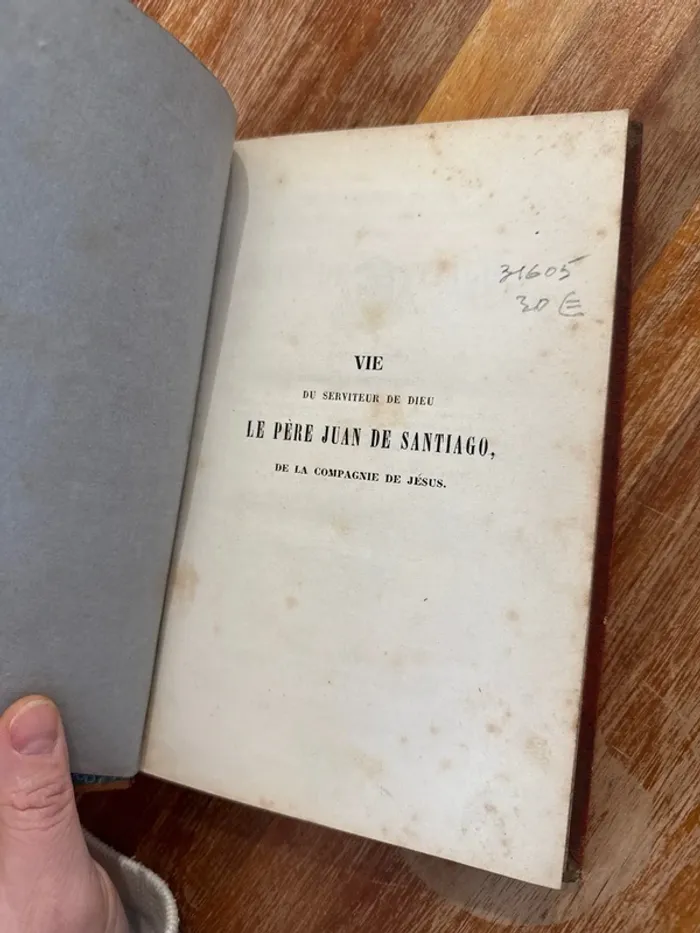 31605
30 E
VIE
DU SERVITEUR DE DIEU
LE PÈRE JUAN DE SANTIAGO,
DE LA COMPAGNIE DE JÉSUS.